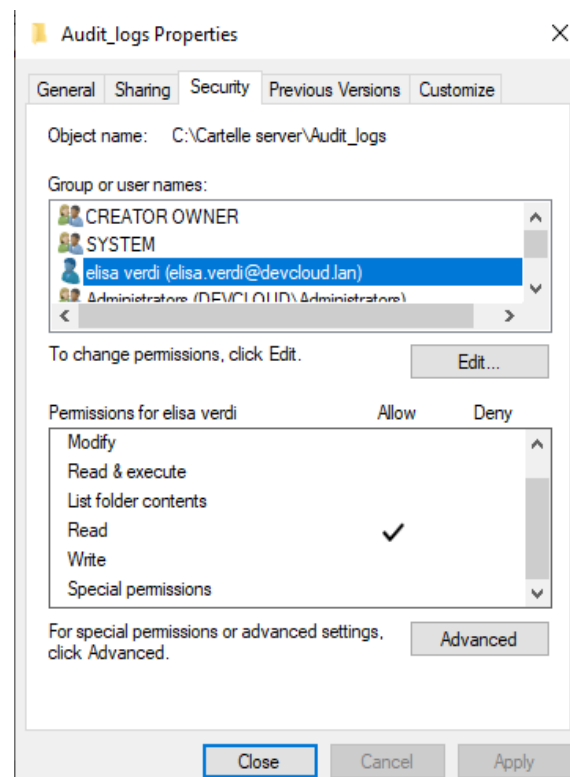 Audit_logs Properties
General Sharing Security Previous Versions Customize
Object name: C:\Cartelle server\Audit_logs
Group or user names:
CREATOR OWNER
SYSTEM
elisa verdi (elisa.verdi@devcloud.lan)
Administrators (DEVCLOUD\Administrators)
To change permissions, click Edit.
Edit...
Permissions for elisa verdi Allow Deny
Modify
Read & execute
List folder contents
Read
Write
Special permissions
For special permissions or advanced settings,
click Advanced.
Advanced
Close Cancel Apply